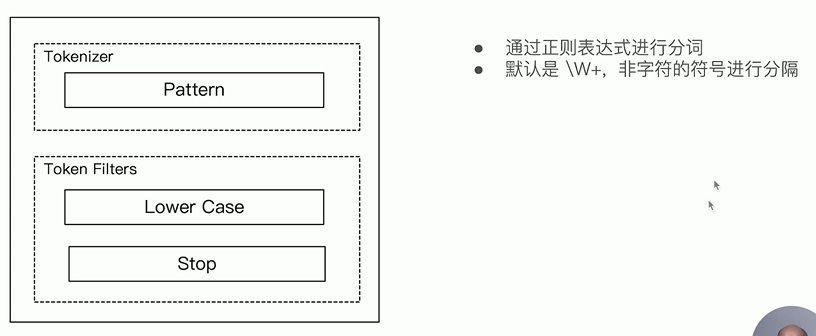 Tokenizer
Pattern
Token Filters
Lower Case
Stop
通过正则表达式进行分词
默认是 \W+，非字符的符号进行分隔